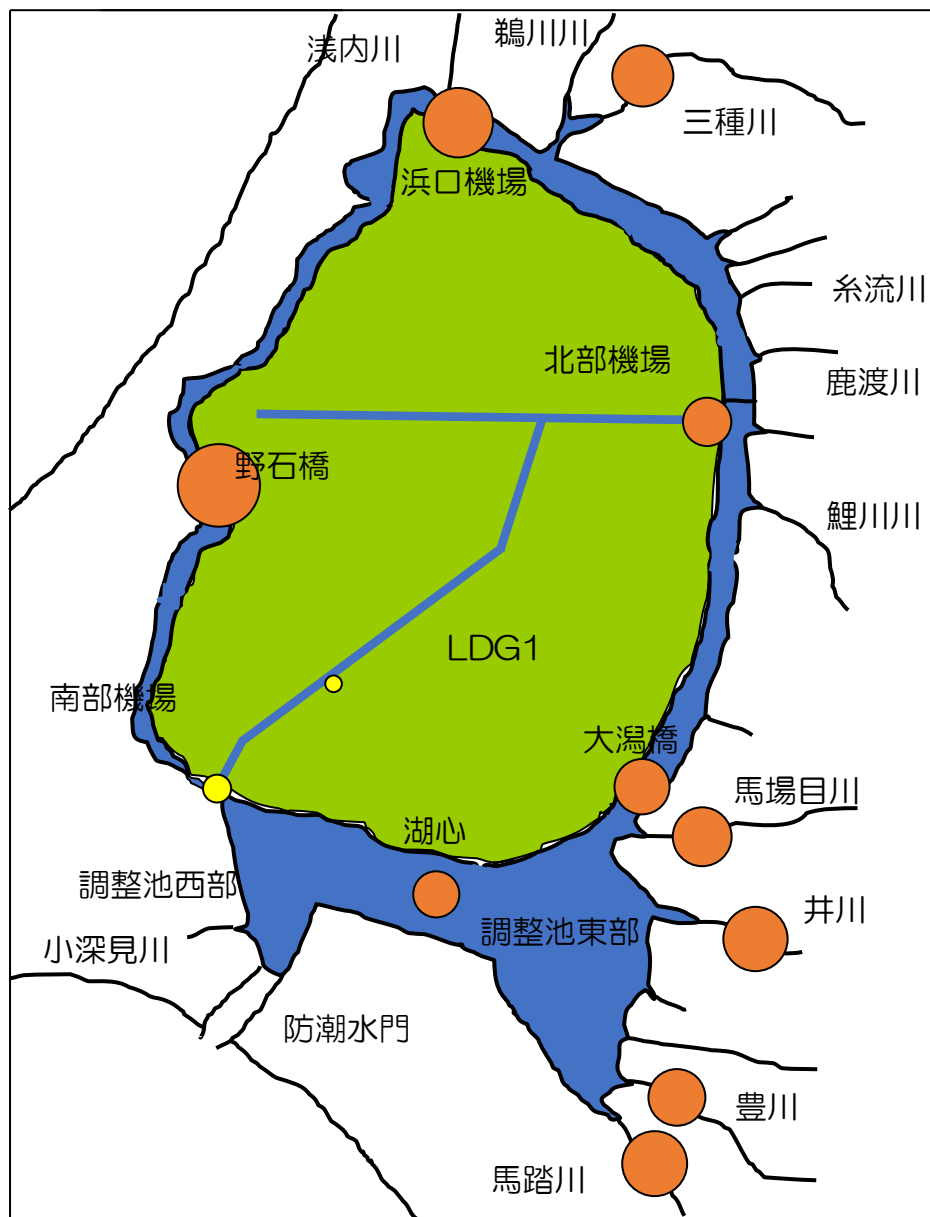 鵜川川
浅内川
三種川
浜口機場
糸流川
北部機場
鹿渡川
野石橋
鯉川川
LDG1
南部機場
大潟橋
馬場目川
湖心
調整池西部
井川
調整池東部
小深見川
防潮水門
豊川
馬踏川